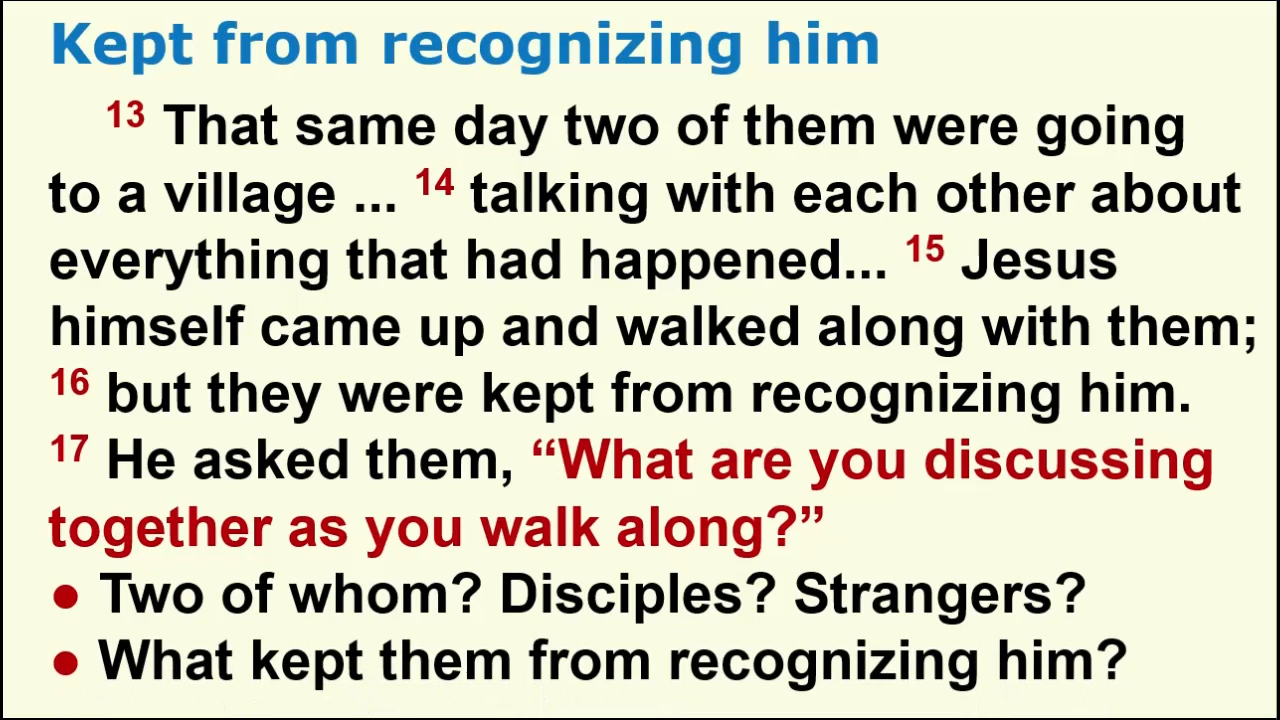 Kept from recognizing him
13 That same day two of them were going
to a village ... 14 talking with each other about
everything that had happened... 15 Jesus
himself came up and walked along with them;
16 but they were kept from recognizing him.
17 He asked them, “What are you discussing
together as you walk along?”
● Two of whom? Disciples? Strangers?
● What kept them from recognizing him?